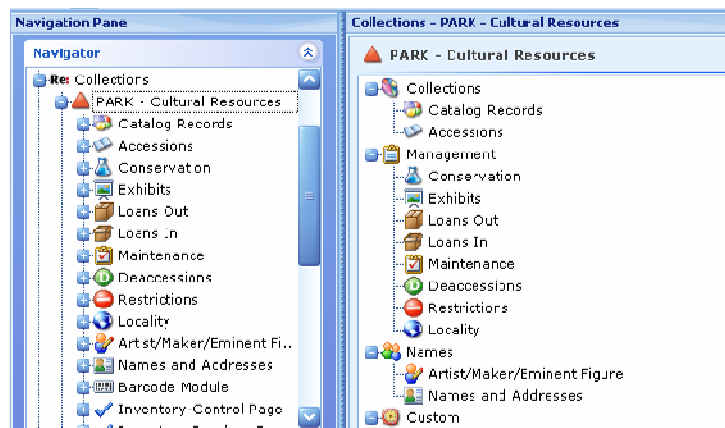 Navigation Pane
Navigator
Re: Collections
PARK - Cultural Resources
Catalog Records
Accessions
Conservation
Exhibits
Loans Out
Loans In
Maintenance
Deaccessions
Restrictions
Locality
Artist/Maker/Eminent Fi..
Names and Addresses
Barcode Module
Inventory Control Page
Collections - PARK - Cultural Resources
PARK - Cultural Resources
Collections
Catalog Records
Accessions
Management
Conservation
Exhibits
Loans Out
Loans In
Maintenance
Deaccessions
Restrictions
Locality
Names
Artist/Maker/Eminent Figure
Names and Addresses
Custom